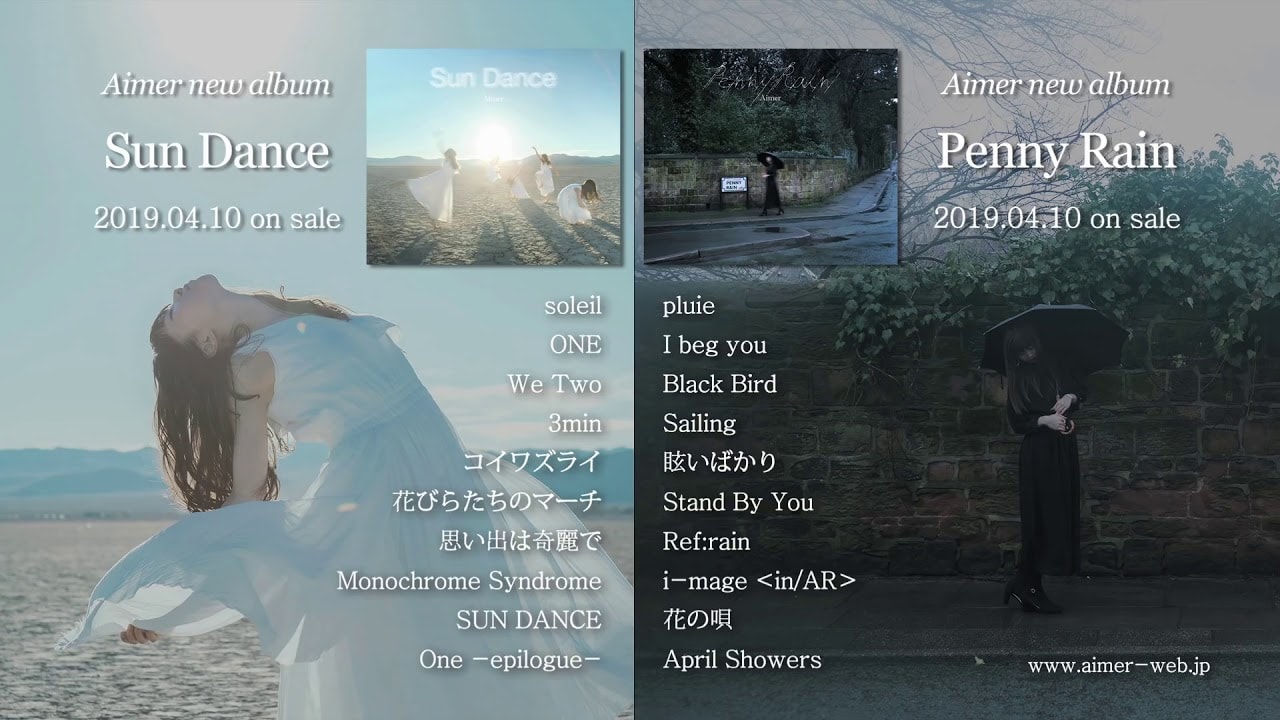 Aimer new album
Sun Dance
2019.04.10 on sale
Sun Dance
Aimer
soleil
ONE
We Two
3min
コイワズライ
花びらたちのマーチ
思い出は奇麗で
Monochrome Syndrome
SUN DANCE
One −epilogue−
Penny Rain
Aimer
PENNY
RAIN
Aimer new album
Penny Rain
2019.04.10 on sale
pluie
I beg you
Black Bird
Sailing
眩いばかり
Stand By You
Ref:rain
i−mage <in/AR>
花の唄
April Showers
www.aimer−web.jp